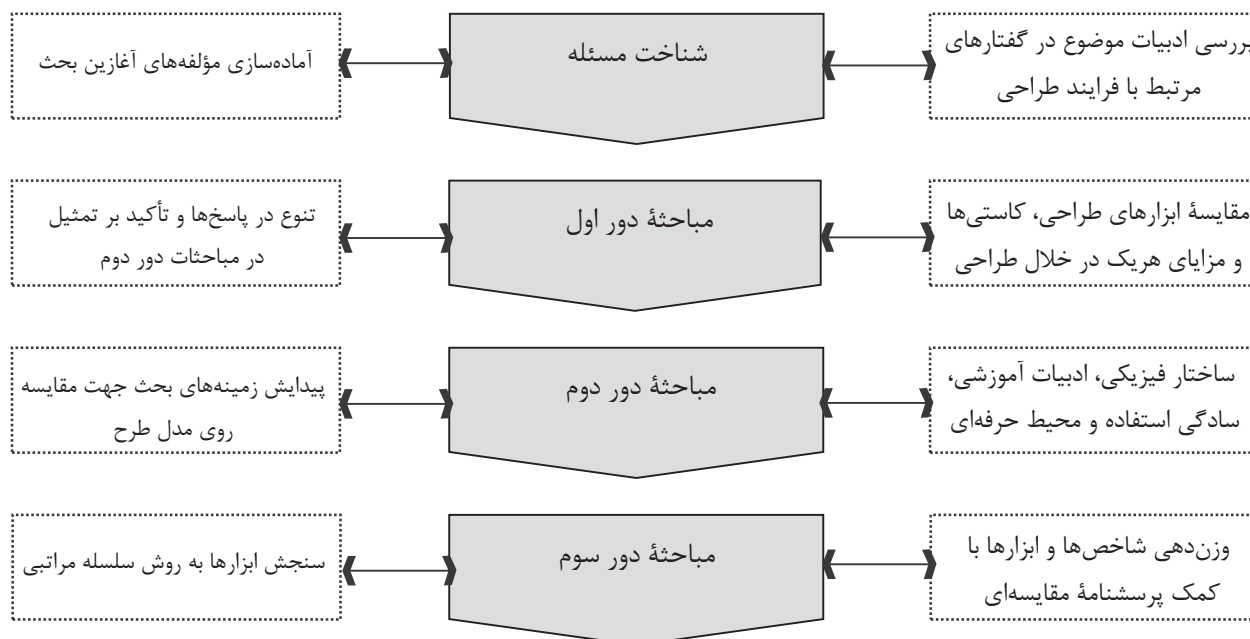 بررسی ادبیات موضوع در گفتارهای
مرتبط با فرایند طراحی
شناخت مسئله
آماده‌سازی مؤلفه‌های آغازین بحث
مقایسهٔ ابزارهای طراحی، کاستی‌ها
و مزایای هریک در خلال طراحی
مباحثهٔ دور اول
تنوع در پاسخ‌ها و تأکید بر تمثیل
در مباحثات دور دوم
ساختار فیزیکی، ادبیات آموزشی،
سادگی استفاده و محیط حرفه‌ای
مباحثهٔ دور دوم
پیدایش زمینه‌های بحث جهت مقایسه
روی مدل طرح
وزن‌دهی شاخص‌ها و ابزارها با
کمک پرسشنامهٔ مقایسه‌ای
مباحثهٔ دور سوم
سنجش ابزارها به روش سلسله مراتبی